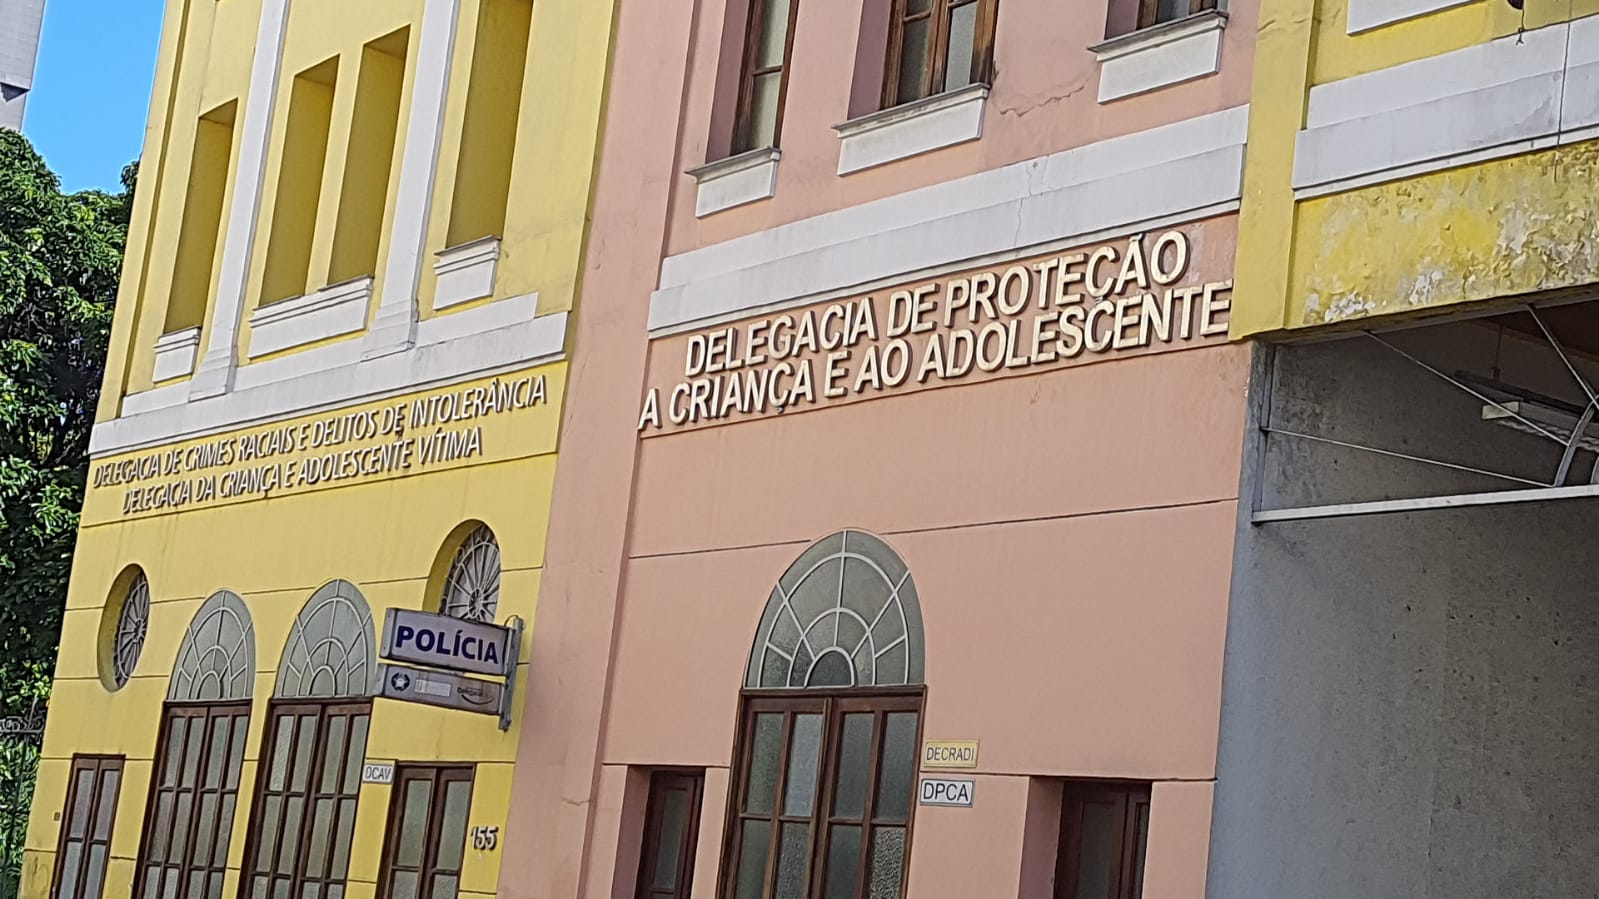 DELEGACIA DE CRIMES RACIAIS E DELITOS DE INTOLERÂNCIA
DELEGACIA DA CRIANÇA E ADOLESCENTE VÍTIMA
DELEGACIA DE PROTEÇÃO
A CRIANÇA E AO ADOLESCENTE
POLÍCIA
DCAV
155
DECRADI
DPCA